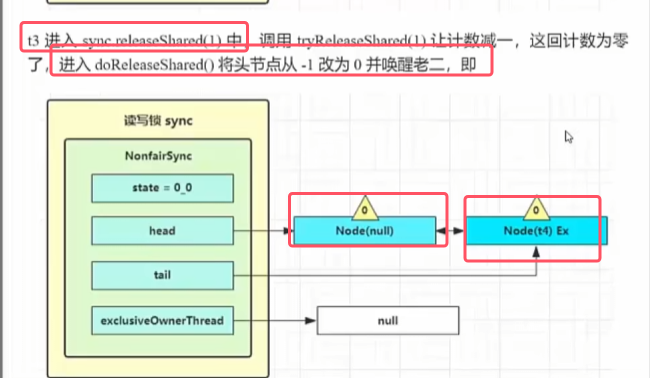 t3 进入 sync.releaseShared(1) 中，调用 tryReleaseShared(1) 让计数减一，这回计数为零
了，进入 doReleaseShared() 将头节点从 -1 改为 0 并唤醒老二，即
读写锁 sync
NonfairSync
state = 0_0
head
tail
exclusiveOwnerThread
0
Node(null)
0
Node(t4) Ex
null